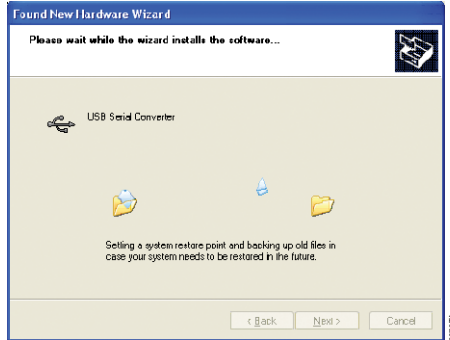 Found New Hardware Wizard
Please wait while the wizard installs the software...
USB Serial Converter
Setting a system restore point and backing up old files in
case your system needs to be restored in the future.
< Back Next > Cancel